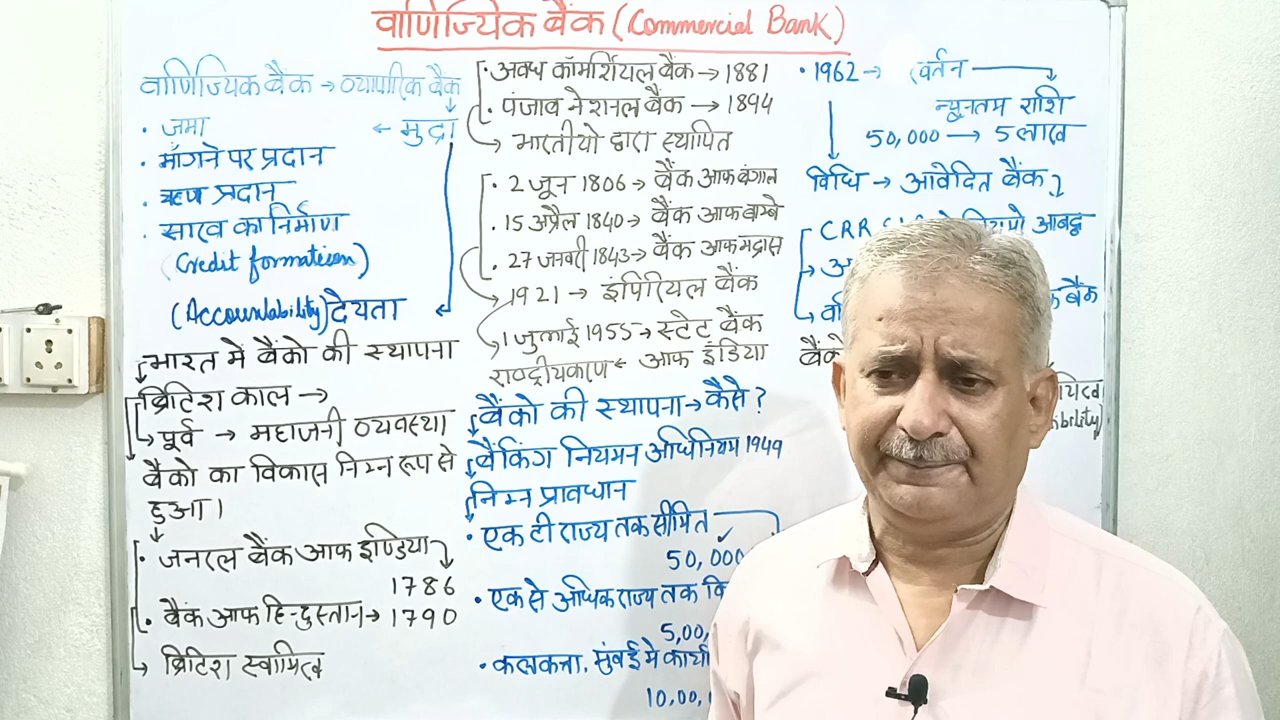 वाणिज्यिक बैंक (Commercial Bank)
वाणिज्यिक बैंक → व्यापारिक बैंक
· जमा ← मुद्रा
· माँगने पर प्रदान
· ऋण प्रदान
· साख का निर्माण
(Credit formation)
(Accountability) देयता
भारत मे बैंको की स्थापना
ब्रिटिश काल →
पूर्व → महाजनी व्यवस्था
बैंको का विकास निम्न रूप से
हुआ।
· जनरल बैंक आफ इण्डिया
1786
· बैंक आफ हिन्दुस्तान → 1790
→ ब्रिटिश स्वामित्व
· अवध कॉमर्शियल बैंक → 1881
· पंजाव नेशनल बैंक → 1894
→ भारतीयो द्वारा स्थापित
· 2 जून 1806 → बैंक आफ बंगाल
· 15 अप्रैल 1840 → बैंक आफ बाम्बे
· 27 जनवरी 1843 → बैंक आफ मद्रास
→ 1921 → इंपिरियल बैंक
→ 1 जुलाई 1955 → स्टेट बैंक
राष्ट्रीयकरण ← आफ इंडिया
बैंको की स्थापना → कैसे ?
बैंकिंग नियमन अधिनियम 1949
निम्न प्रावधान
· एक ही राज्य तक सीमित
50,000
· एक से अधिक राज्य तक
5,00,
· कलकत्ता, मुंबई मे
10,00,
· 1962 → वर्तन
न्यूनतम राशि
50,000 → 5 लाख
विधि → आवेदित बैंक
CRR आबद्ध
बैंक